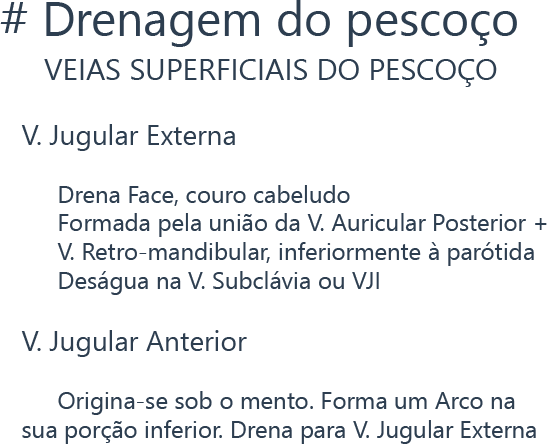 # Drenagem do pescoço
VEIAS SUPERFICIAIS DO PESCOÇO
V. Jugular Externa
Drena Face, couro cabeludo
Formada pela união da V. Auricular Posterior +
V. Retro-mandibular, inferiormente à parótida
Deságua na V. Subclávia ou VJI
V. Jugular Anterior
Origina-se sob o mento. Forma um Arco na
sua porção inferior. Drena para V. Jugular Externa